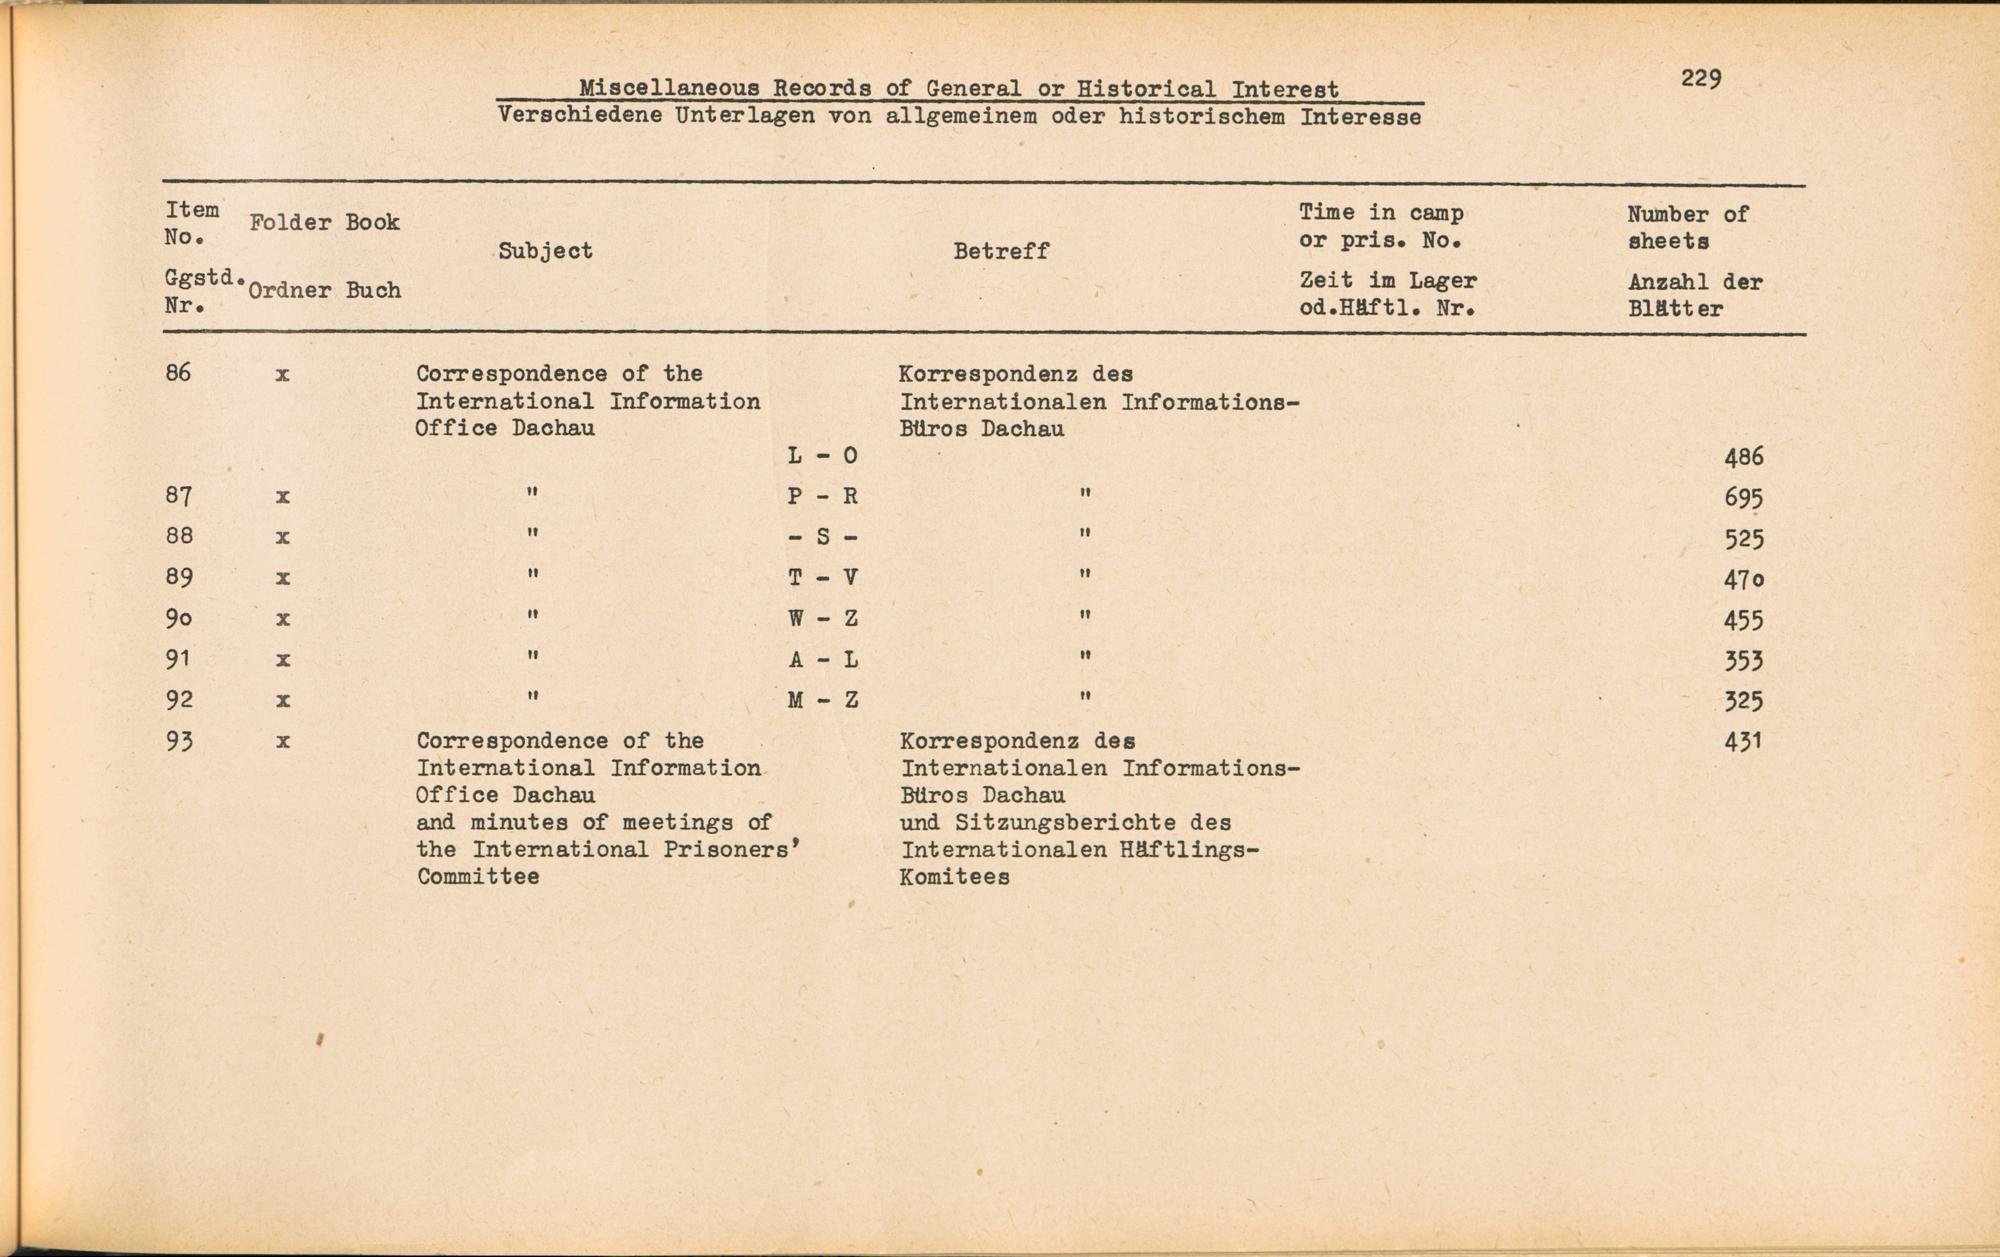 229
Miscellaneous Records of General or Historical Interest
Verschiedene Unterlagen von allgemeinem oder historischem Interesse
Item No. Folder Book Subject Betreff Time in camp or pris. No. Number of sheets
Ggstd. Nr. Ordner Buch Zeit im Lager od.Häftl. Nr. Anzahl der Blätter
86 x Correspondence of the Korrespondenz des
International Information Internationalen Informations-
Office Dachau Büros Dachau
L - O 486
87 x " P - R " 695
88 x " - S - " 525
89 x " T - V " 47o
9o x " W - Z " 455
91 x " A - L " 353
92 x " M - Z " 325
93 x Correspondence of the Korrespondenz des 431
International Information Internationalen Informations-
Office Dachau Büros Dachau
and minutes of meetings of und Sitzungsberichte des
the International Prisoners' Internationalen Häftlings-
Committee Komitees